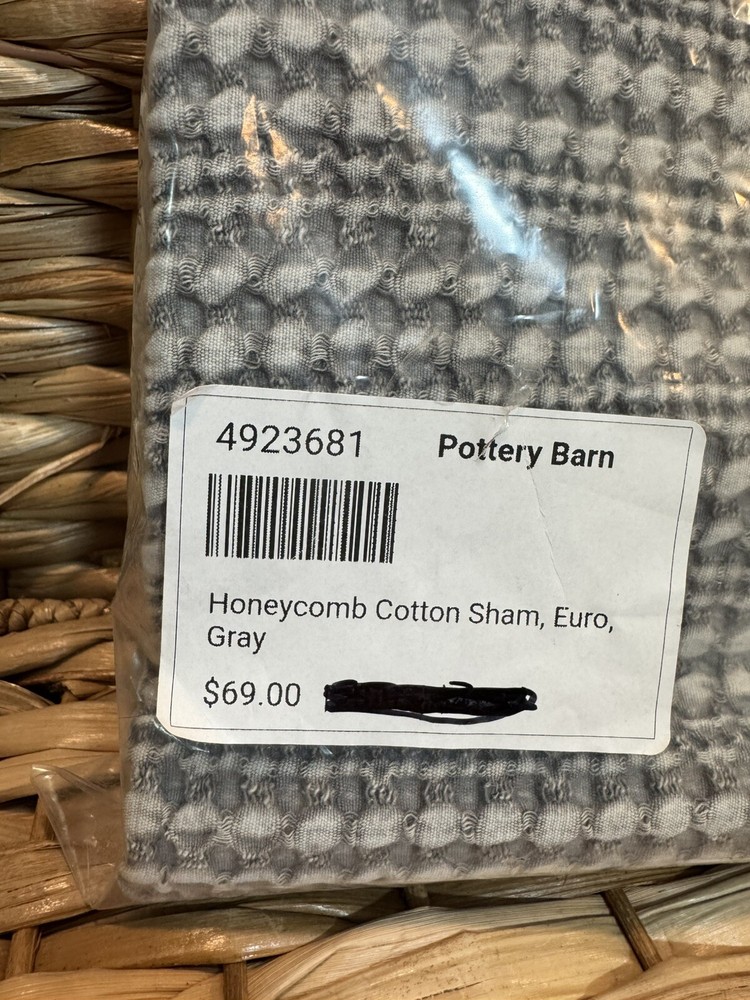 4923681 Pottery Barn
Honeycomb Cotton Sham, Euro,
Gray
$69.00